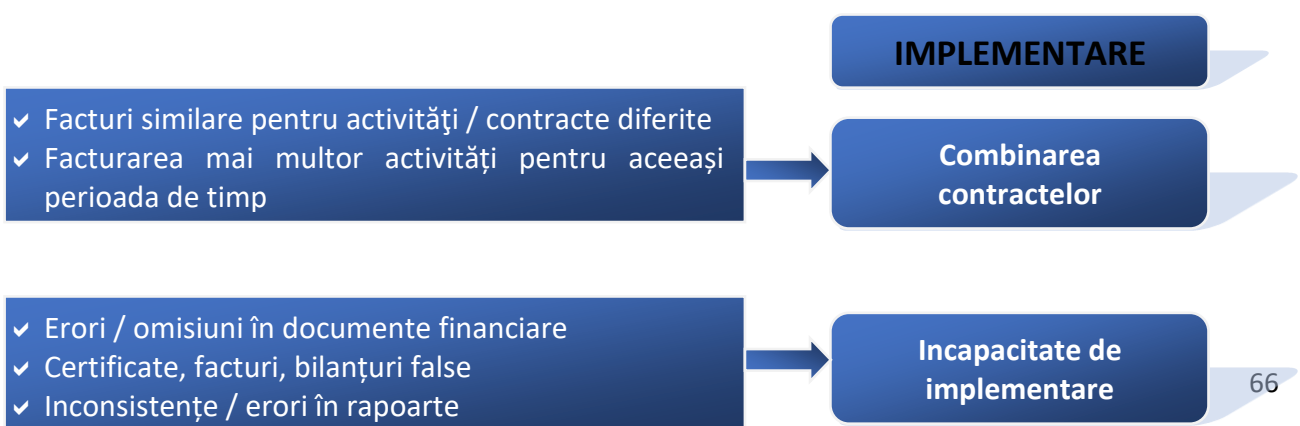 IMPLEMENTARE
Facturi similare pentru activităţi / contracte diferite
Facturarea mai multor activități pentru aceeași
perioada de timp
Combinarea
contractelor
Erori / omisiuni în documente financiare
Certificate, facturi, bilanțuri false
Inconsistențe / erori în rapoarte
Incapacitate de
implementare
66